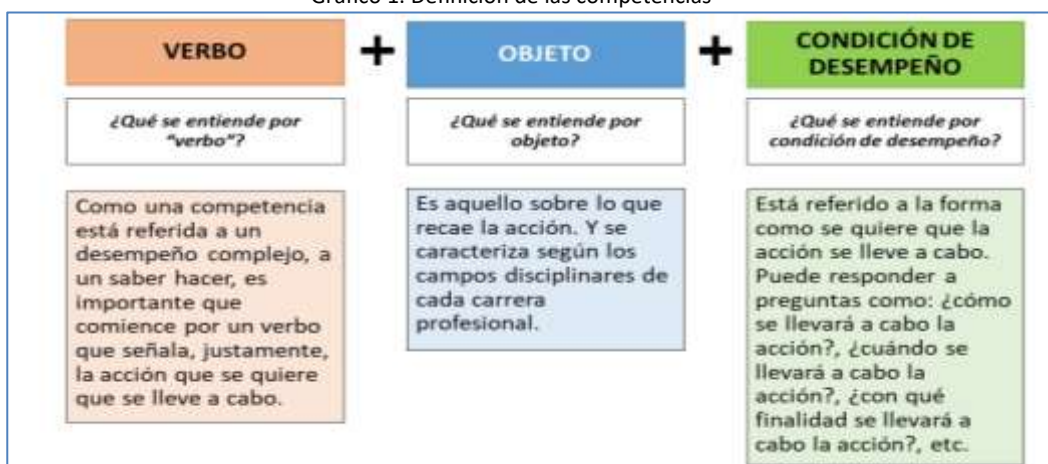 Gráfico 1. Definición de las competencias
VERBO
+
OBJETO
+
CONDICIÓN DE
DESEMPEÑO
¿Qué se entiende por
"verbo"?
¿Qué se entiende por
objeto?
¿Qué se entiende por
condición de desempeño?
Como una competencia
está referida a un
desempeño complejo, a
un saber hacer, es
importante que
comience por un verbo
que señala, justamente,
la acción que se quiere
que se lleve a cabo.
Es aquello sobre lo que
recae la acción. Y se
caracteriza según los
campos disciplinares de
cada carrera
profesional.
Está referido a la forma
como se quiere que la
acción se lleve a cabo.
Puede responder a
preguntas como: ¿cómo
se llevará a cabo la
acción?, ¿cuándo se
llevará a cabo la
acción?, ¿con qué
finalidad se llevará a
cabo la acción?, etc.